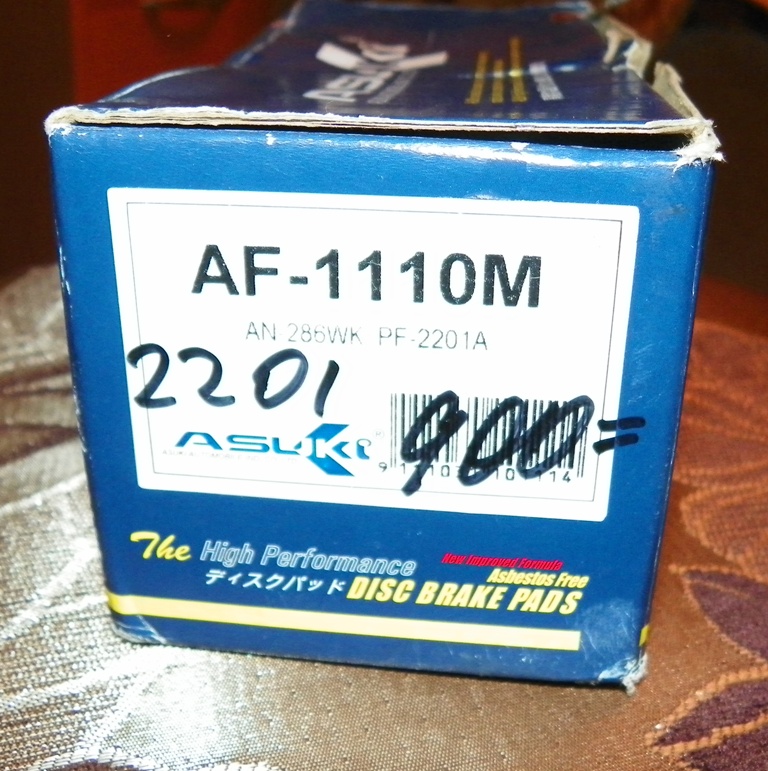 ASUKI
AF-1110M
AN-286WK PF-2201A
2201
900=
ASUKI®
The High Performance
New Improved Formula
Asbestos Free
ディスクパッド DISC BRAKE PADS